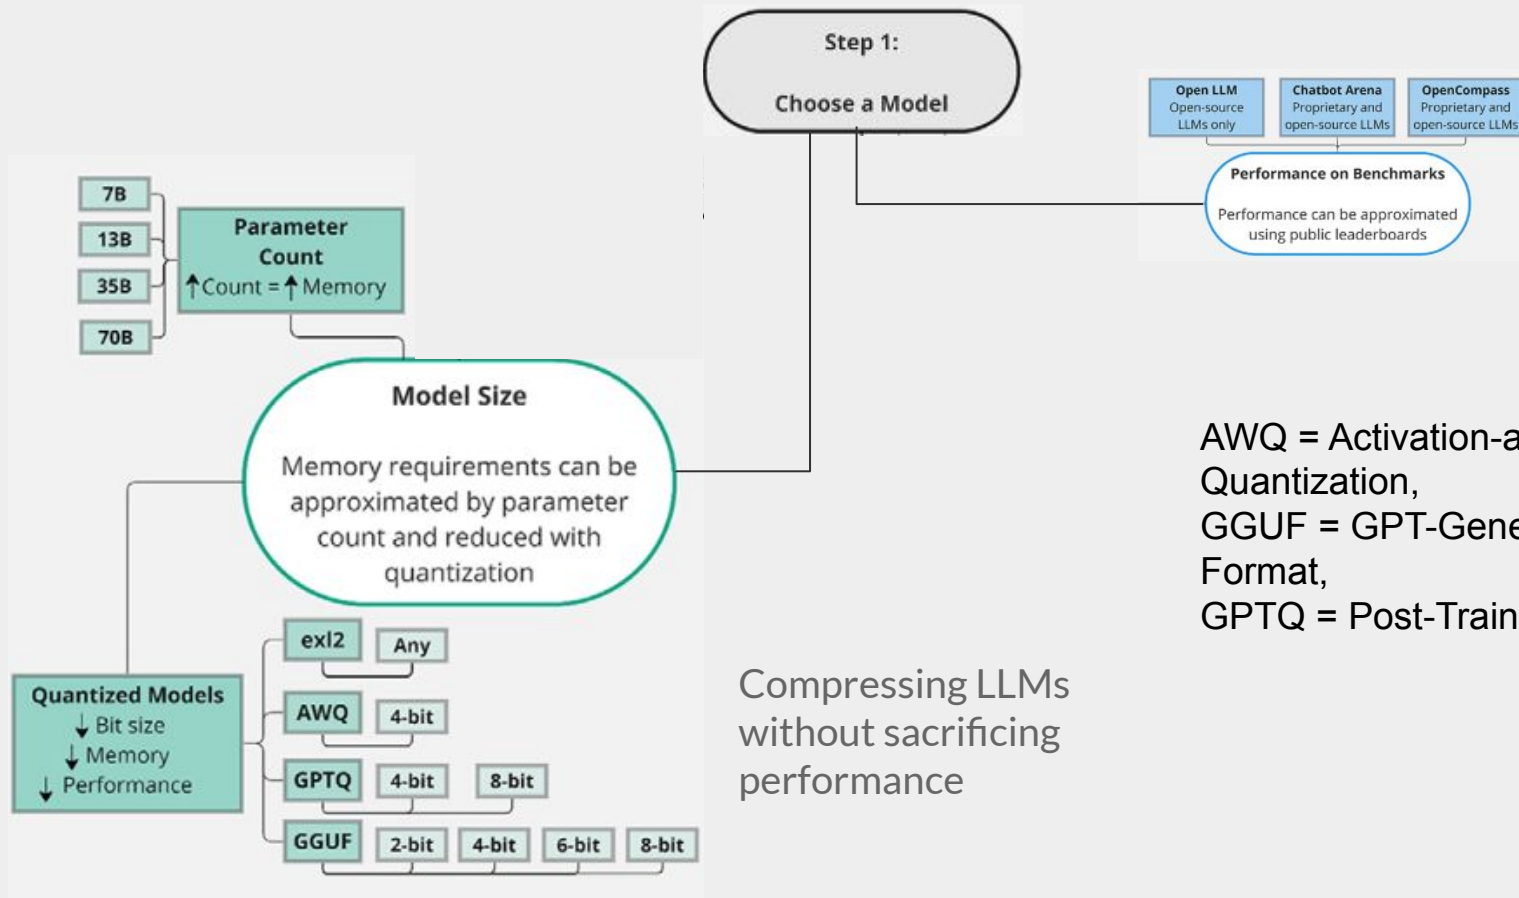 Step 1:
Choose a Model
Open LLM
Open-source
LLMs only
Chatbot Arena
Proprietary and
open-source LLMs
OpenCompass
Proprietary and
open-source LLMs
Performance on Benchmarks
Performance can be approximated
using public leaderboards
7B
13B
35B
70B
Parameter
Count
↑Count = ↑ Memory
Model Size
Memory requirements can be
approximated by parameter
count and reduced with
quantization
Quantized Models
↓ Bit size
↓ Memory
↓ Performance
exl2
Any
AWQ
4-bit
GPTQ
4-bit
8-bit
GGUF
2-bit
4-bit
6-bit
8-bit
Compressing LLMs
without sacrificing
performance
AWQ = Activation-a
Quantization,
GGUF = GPT-Gene
Format,
GPTQ = Post-Train